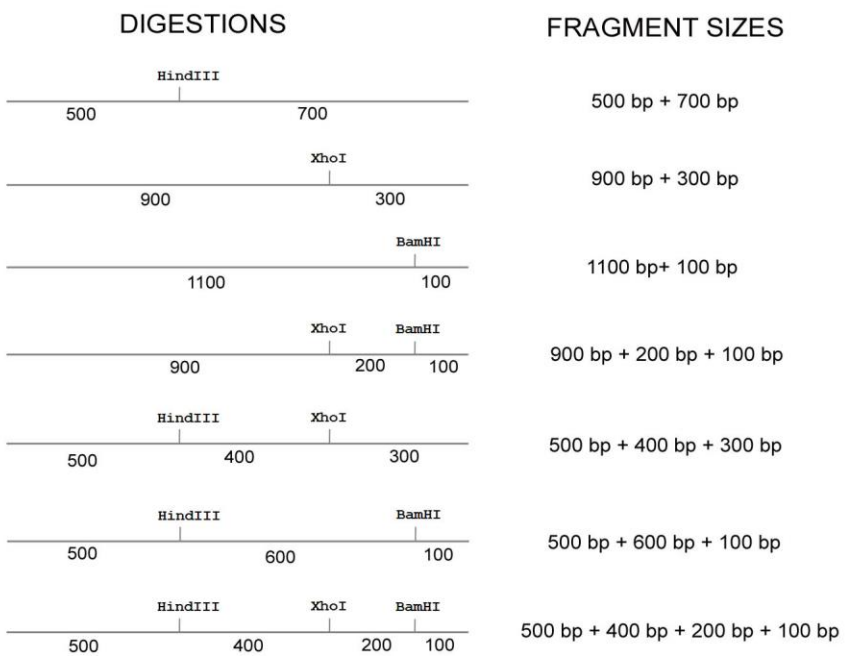 DIGESTIONS FRAGMENT SIZES
HindIII
500 700 500 bp + 700 bp
XhoI
900 300 900 bp + 300 bp
BamHI
1100 100 1100 bp+ 100 bp
XhoI BamHI
900 200 100 900 bp + 200 bp + 100 bp
HindIII XhoI
500 400 300 500 bp + 400 bp + 300 bp
HindIII BamHI
500 600 100 500 bp + 600 bp + 100 bp
HindIII XhoI BamHI
500 400 200 100 500 bp + 400 bp + 200 bp + 100 bp